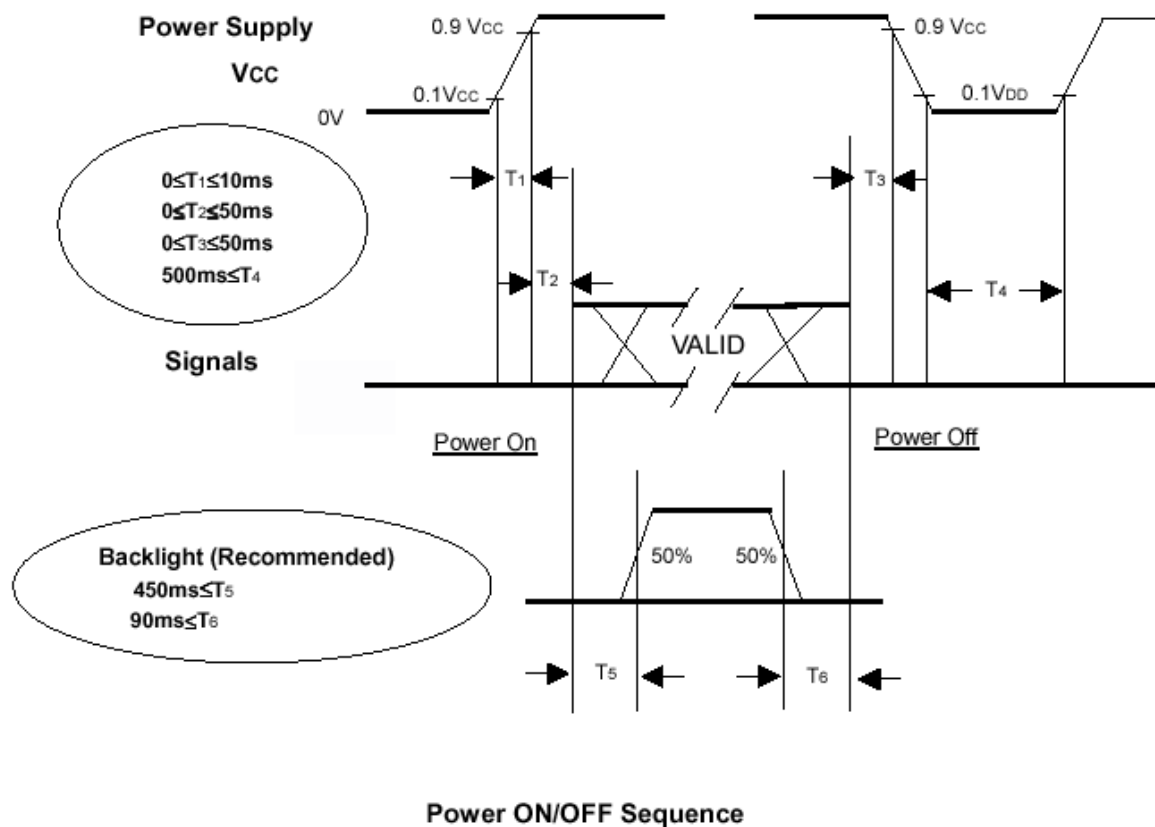 Power Supply
VCC
0.9 VCC
0.9 VCC
0.1VCC
0.1VDD
0V
0≤T1≤10ms
0≤T2≤50ms
0≤T3≤50ms
500ms≤T4
T1
T3
T2
T4
VALID
Signals
Power On
Power Off
Backlight (Recommended)
450ms≤T5
90ms≤T6
50%
50%
T5
T6
Power ON/OFF Sequence